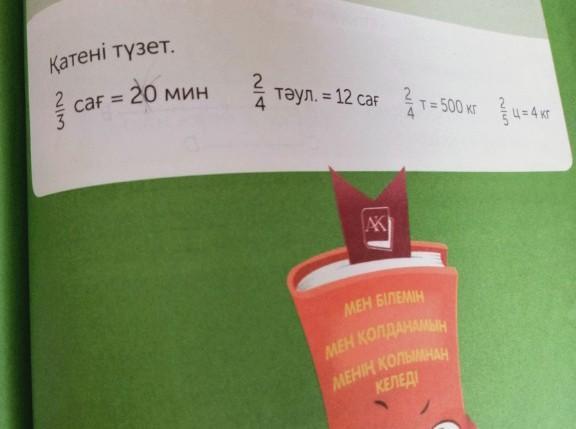 Қатені түзет.
2/3 сағ = 20 мин 2/4 тәул. = 12 сағ 2/4 т = 500 кг 2/5 ц = 4 кг
АК
МЕН БІЛЕМІН
МЕН ҚОЛДАНАМЫН
МЕНІҢ ҚОЛЫМНАН
КЕЛЕДІ